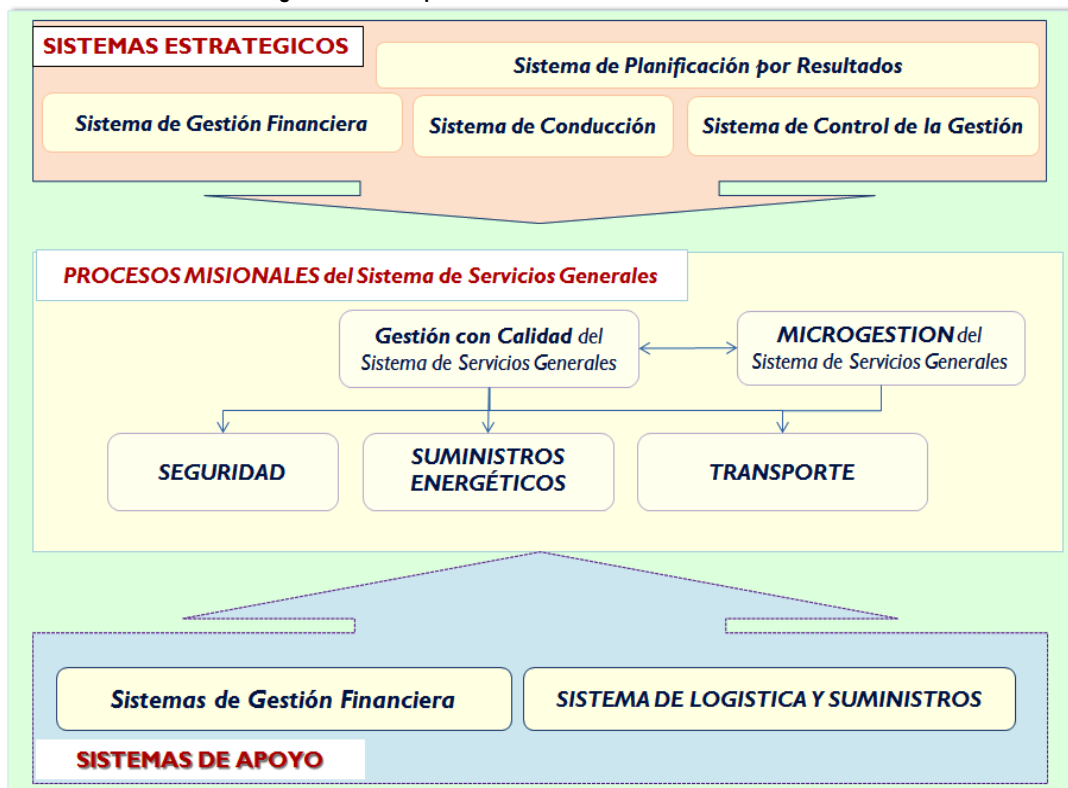 SISTEMAS ESTRATEGICOS
Sistema de Planificación por Resultados
Sistema de Gestión Financiera
Sistema de Conducción
Sistema de Control de la Gestión
PROCESOS MISIONALES del Sistema de Servicios Generales
Gestión con Calidad del
Sistema de Servicios Generales
MICROGESTION del
Sistema de Servicios Generales
SEGURIDAD
SUMINISTROS
ENERGÉTICOS
TRANSPORTE
Sistemas de Gestión Financiera
SISTEMA DE LOGISTICA Y SUMINISTROS
SISTEMAS DE APOYO